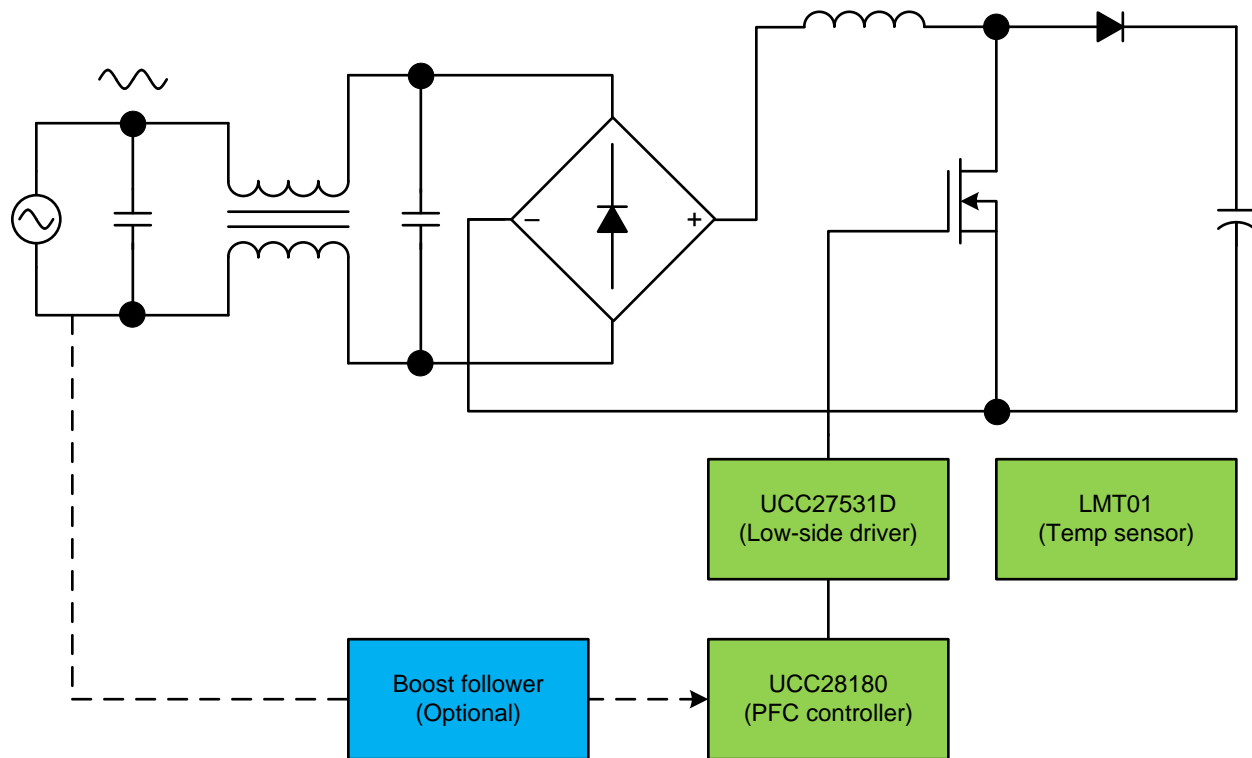 −
+
UCC27531D
(Low-side driver)
LMT01
(Temp sensor)
Boost follower
(Optional)
UCC28180
(PFC controller)